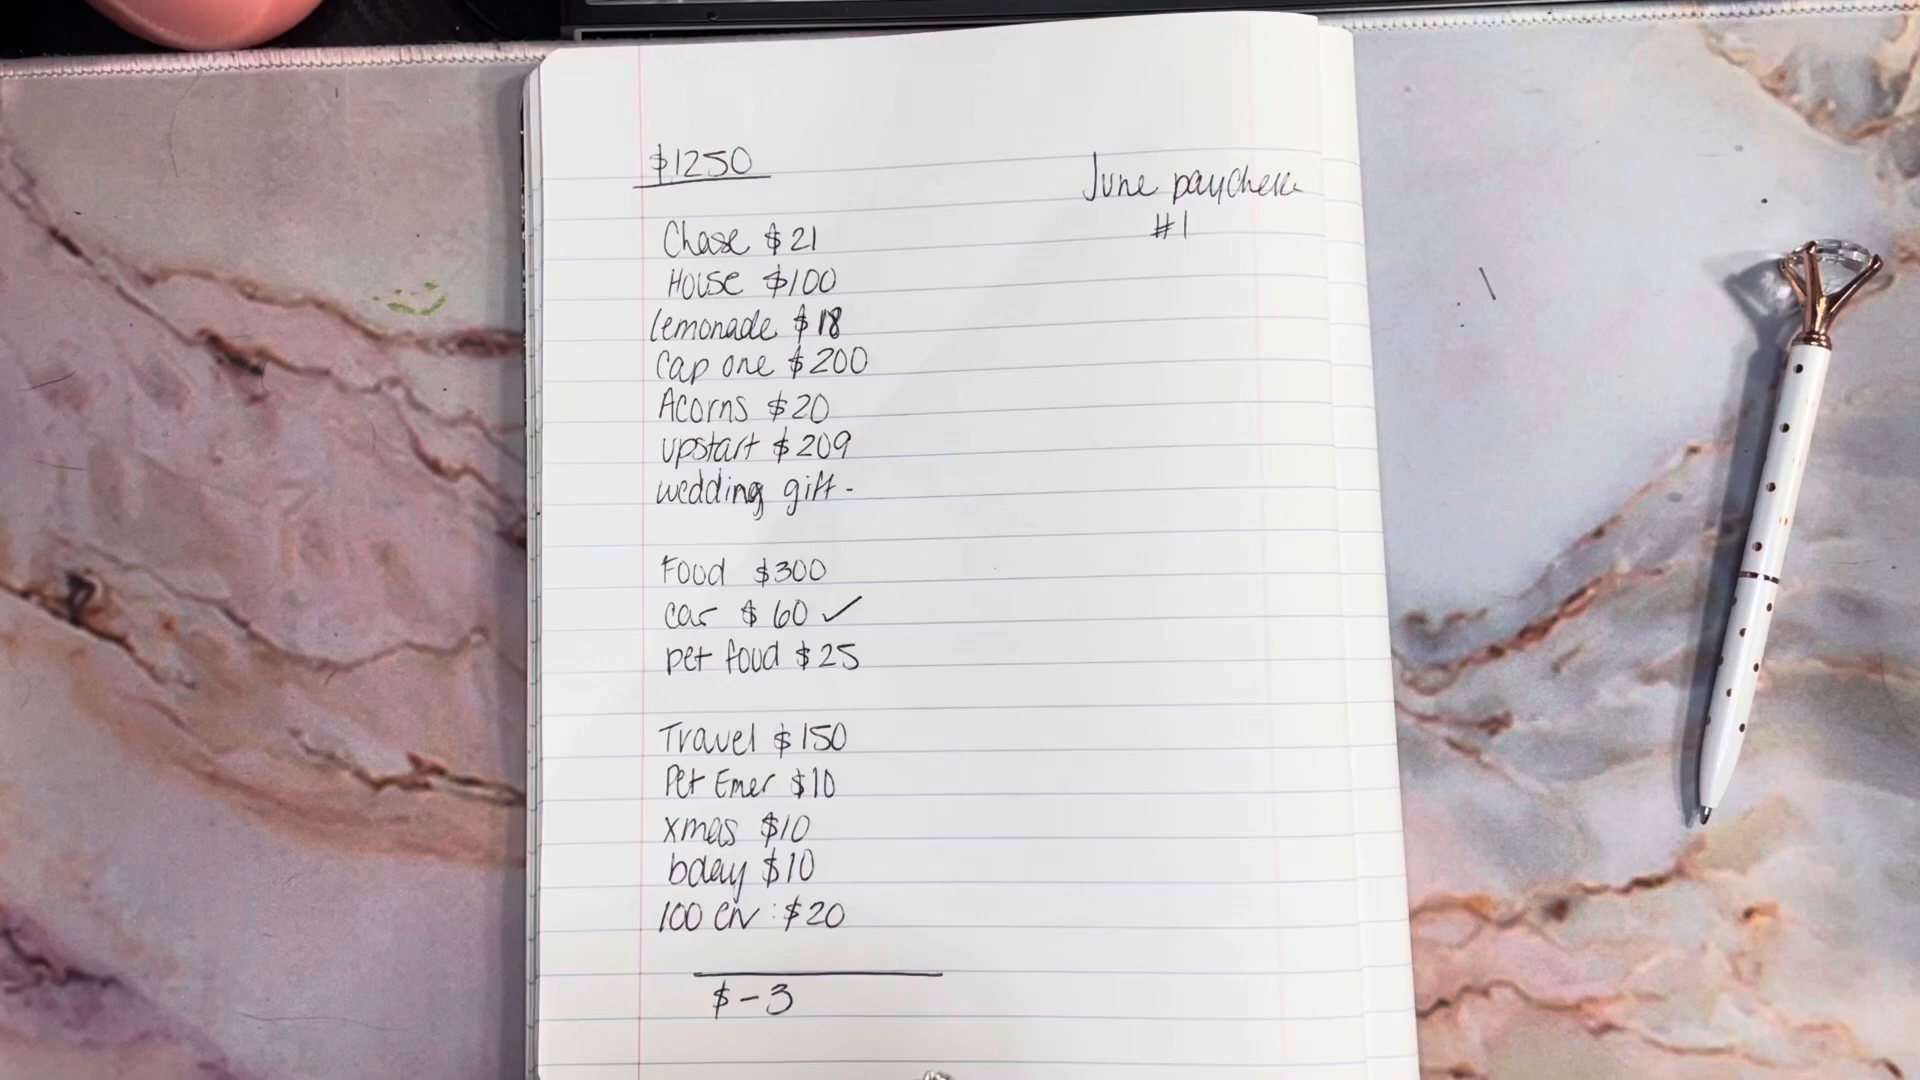 $1250
June paycheck
#1
Chase $21
House $100
lemonade $18
Cap one $200
Acorns $20
upstart $209
wedding gift -
Food $300
car $60 ✓
pet food $25
Travel $150
Pet Emer $10
xmas $10
bday $10
100 env: $20
$-3